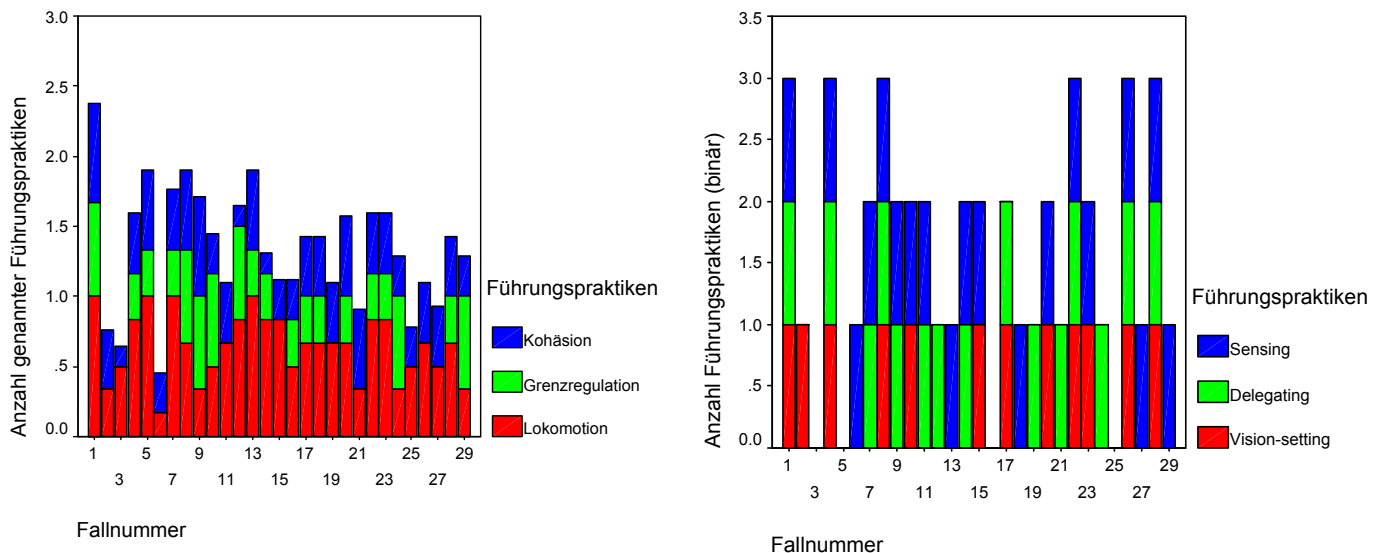 Anzahl genannter Führungspraktiken
3.0
2.5
2.0
1.5
1.0
.5
0.0
1 5 9 13 17 21 25 29
3 7 11 15 19 23 27
Fallnummer
Führungspraktiken
Kohäsion
Grenzregulation
Lokomotion
Anzahl Führungspraktiken (binär)
3.5
3.0
2.5
2.0
1.5
1.0
.5
0.0
1 5 9 13 17 21 25 29
3 7 11 15 19 23 27
Fallnummer
Führungspraktiken
Sensing
Delegating
Vision-setting